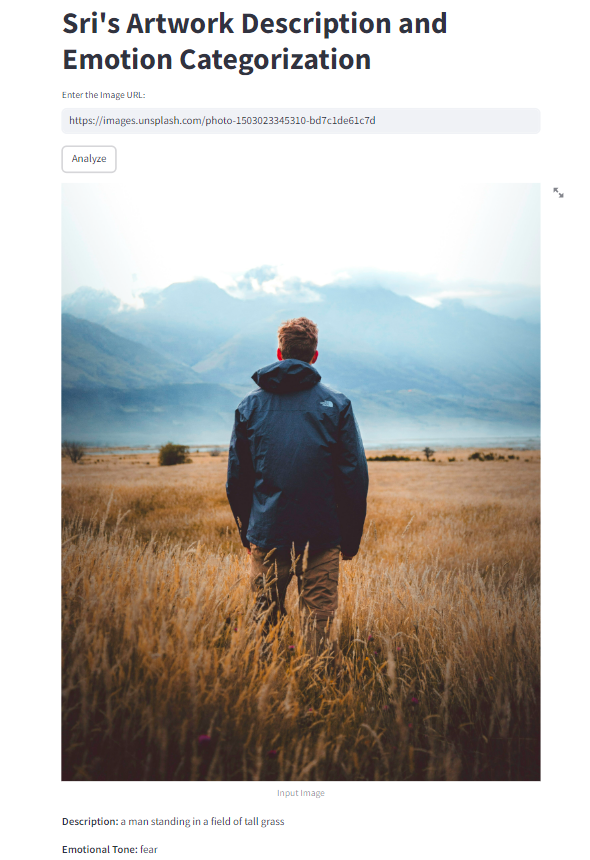 Sri's Artwork Description and
Emotion Categorization
Enter the Image URL:
https://images.unsplash.com/photo-1503023345310-bd7c1de61c7d
Analyze
Input Image
Description: a man standing in a field of tall grass
Emotional Tone: fear